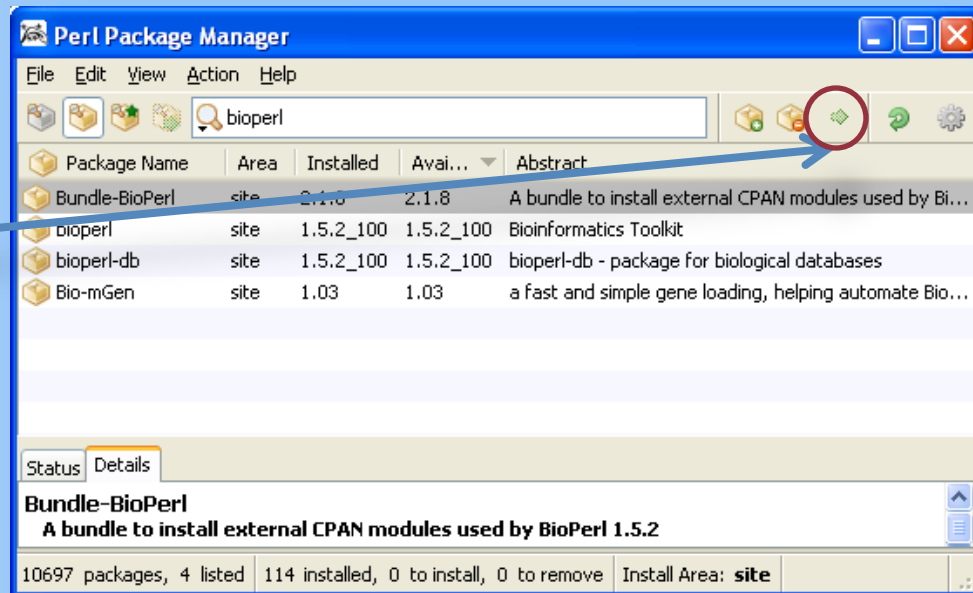 Perl Package Manager
File Edit View Action Help
bioperl
Package Name Area Installed Avai... Abstract
Bundle-BioPerl site 2.1.8 2.1.8 A bundle to install external CPAN modules used by Bi...
bioperl site 1.5.2_100 1.5.2_100 Bioinformatics Toolkit
bioperl-db site 1.5.2_100 1.5.2_100 bioperl-db - package for biological databases
Bio-mGen site 1.03 1.03 a fast and simple gene loading, helping automate Bio...
Status Details
Bundle-BioPerl
A bundle to install external CPAN modules used by BioPerl 1.5.2
10697 packages, 4 listed 114 installed, 0 to install, 0 to remove Install Area: site